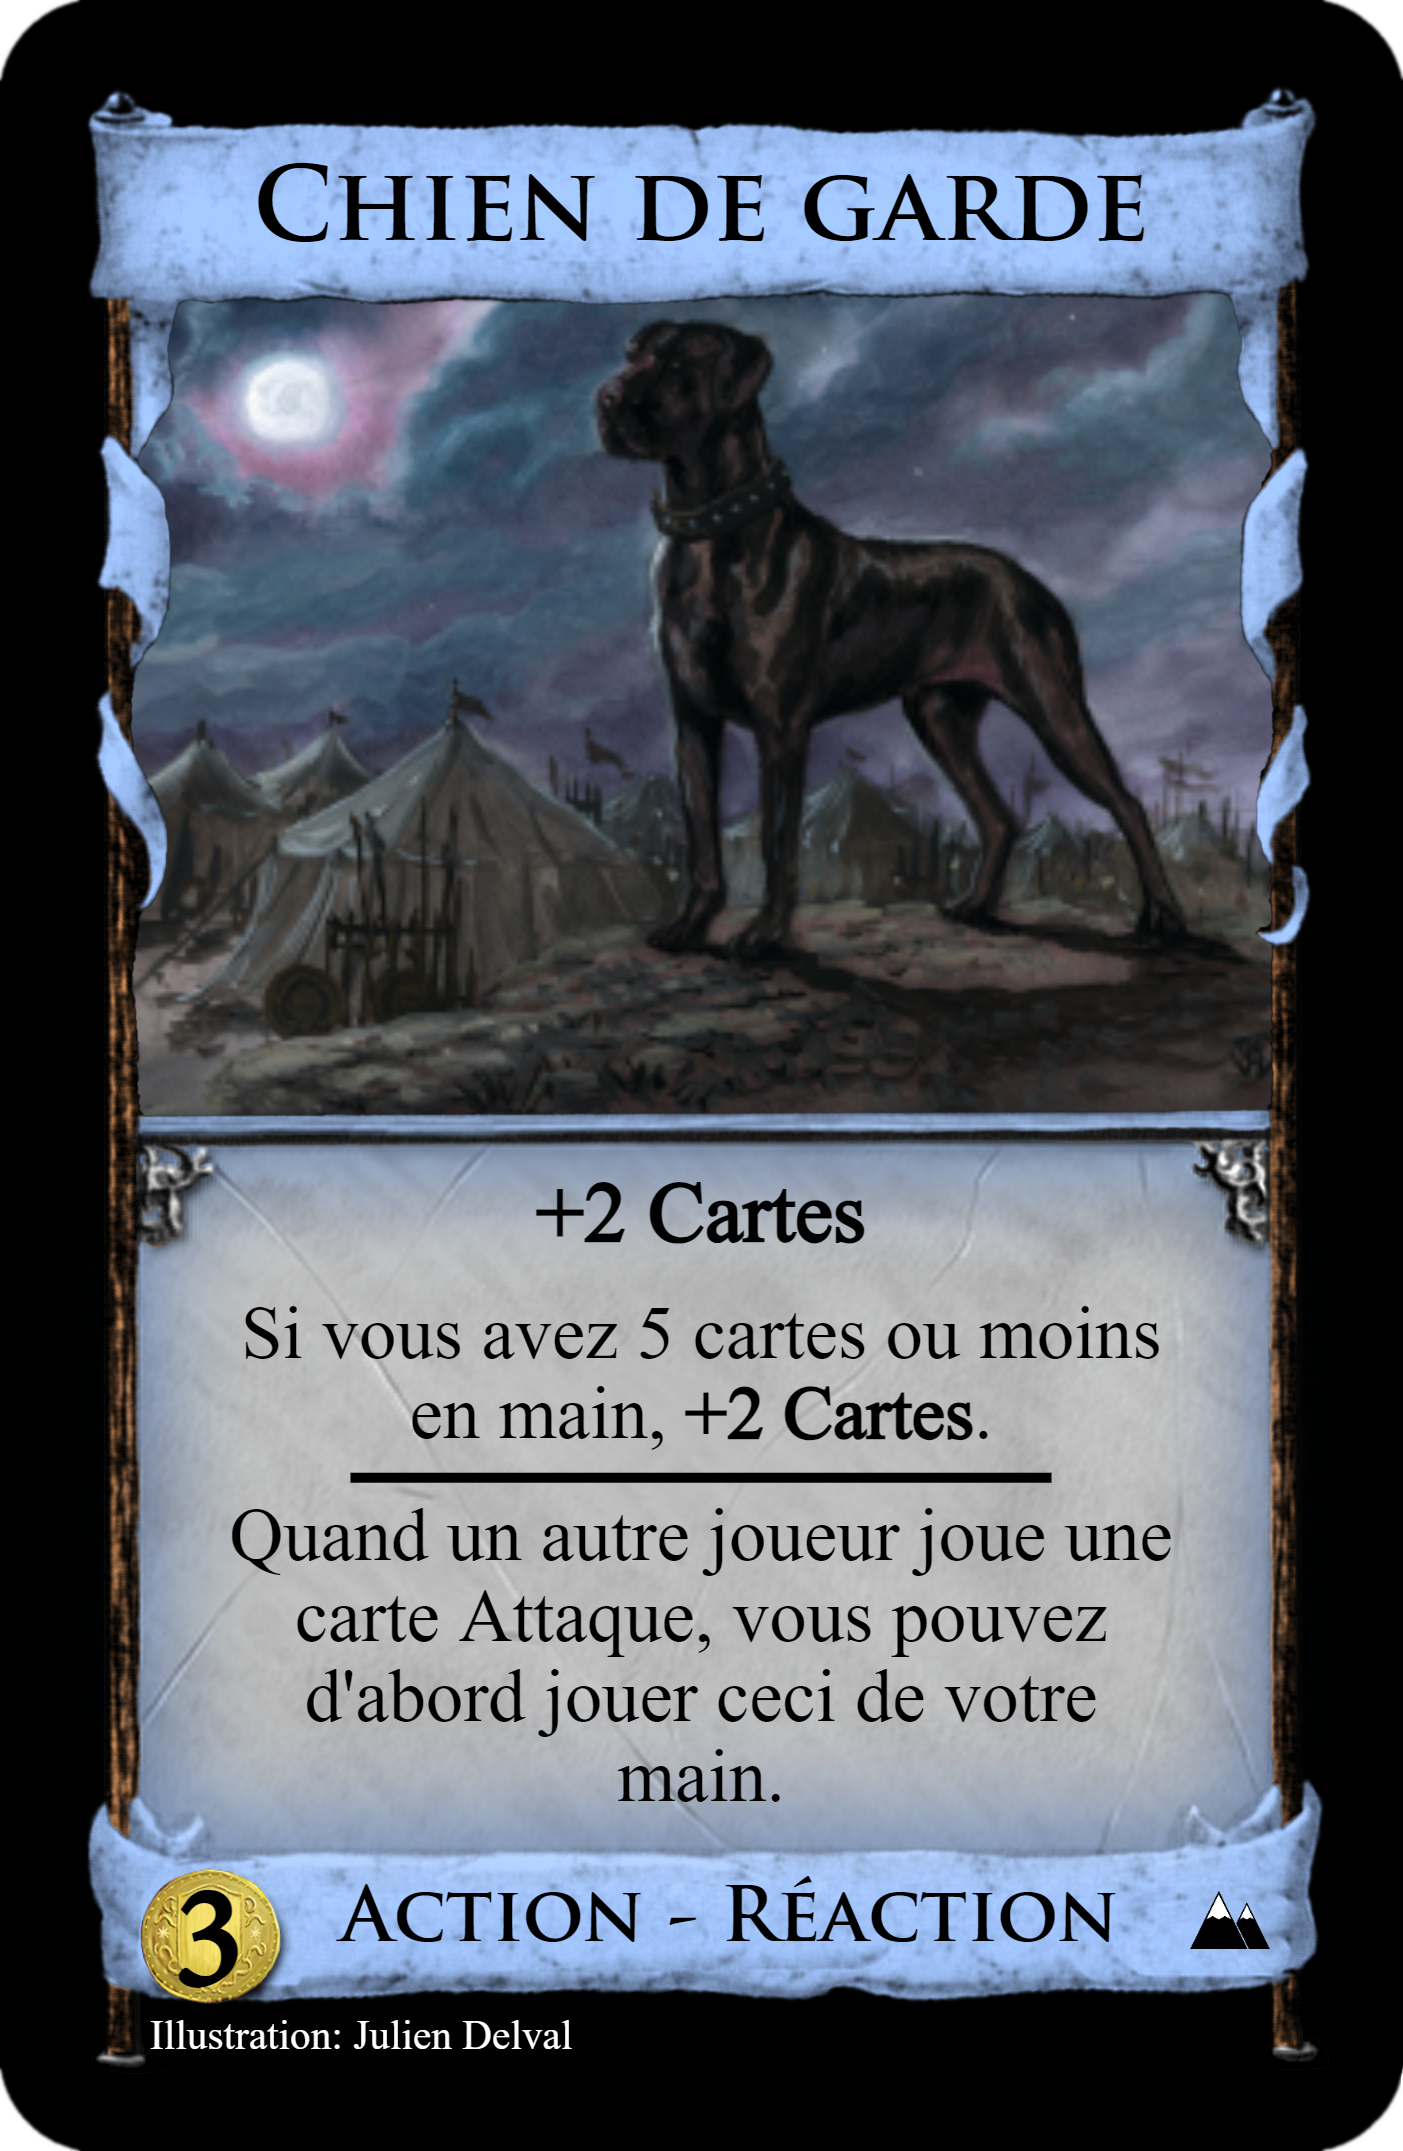 Chien de garde
+2 Cartes
Si vous avez 5 cartes ou moins
en main, +2 Cartes.
Quand un autre joueur joue une
carte Attaque, vous pouvez
d'abord jouer ceci de votre
main.
3
Action - Réaction
Illustration: Julien Delval